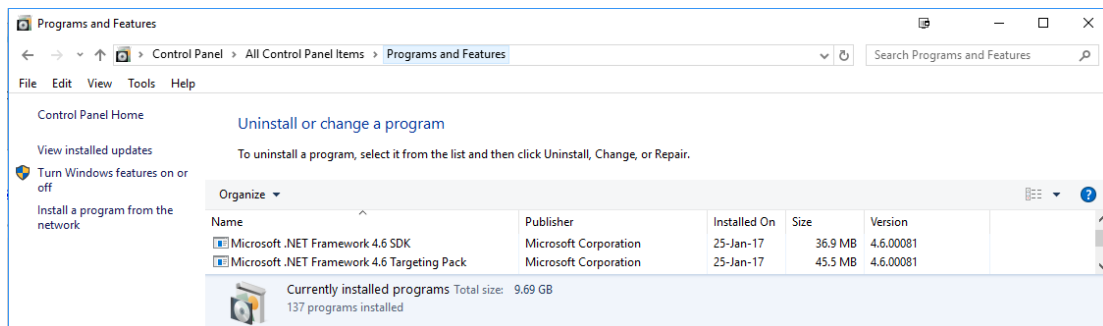 Programs and Features
Control Panel > All Control Panel Items > Programs and Features
Search Programs and Features
File Edit View Tools Help
Control Panel Home
View installed updates
Turn Windows features on or
off
Install a program from the
network
Uninstall or change a program
To uninstall a program, select it from the list and then click Uninstall, Change, or Repair.
Organize
Name Publisher Installed On Size Version
Microsoft .NET Framework 4.6 SDK Microsoft Corporation 25-Jan-17 36.9 MB 4.6.00081
Microsoft .NET Framework 4.6 Targeting Pack Microsoft Corporation 25-Jan-17 45.5 MB 4.6.00081
Currently installed programs Total size: 9.69 GB
137 programs installed